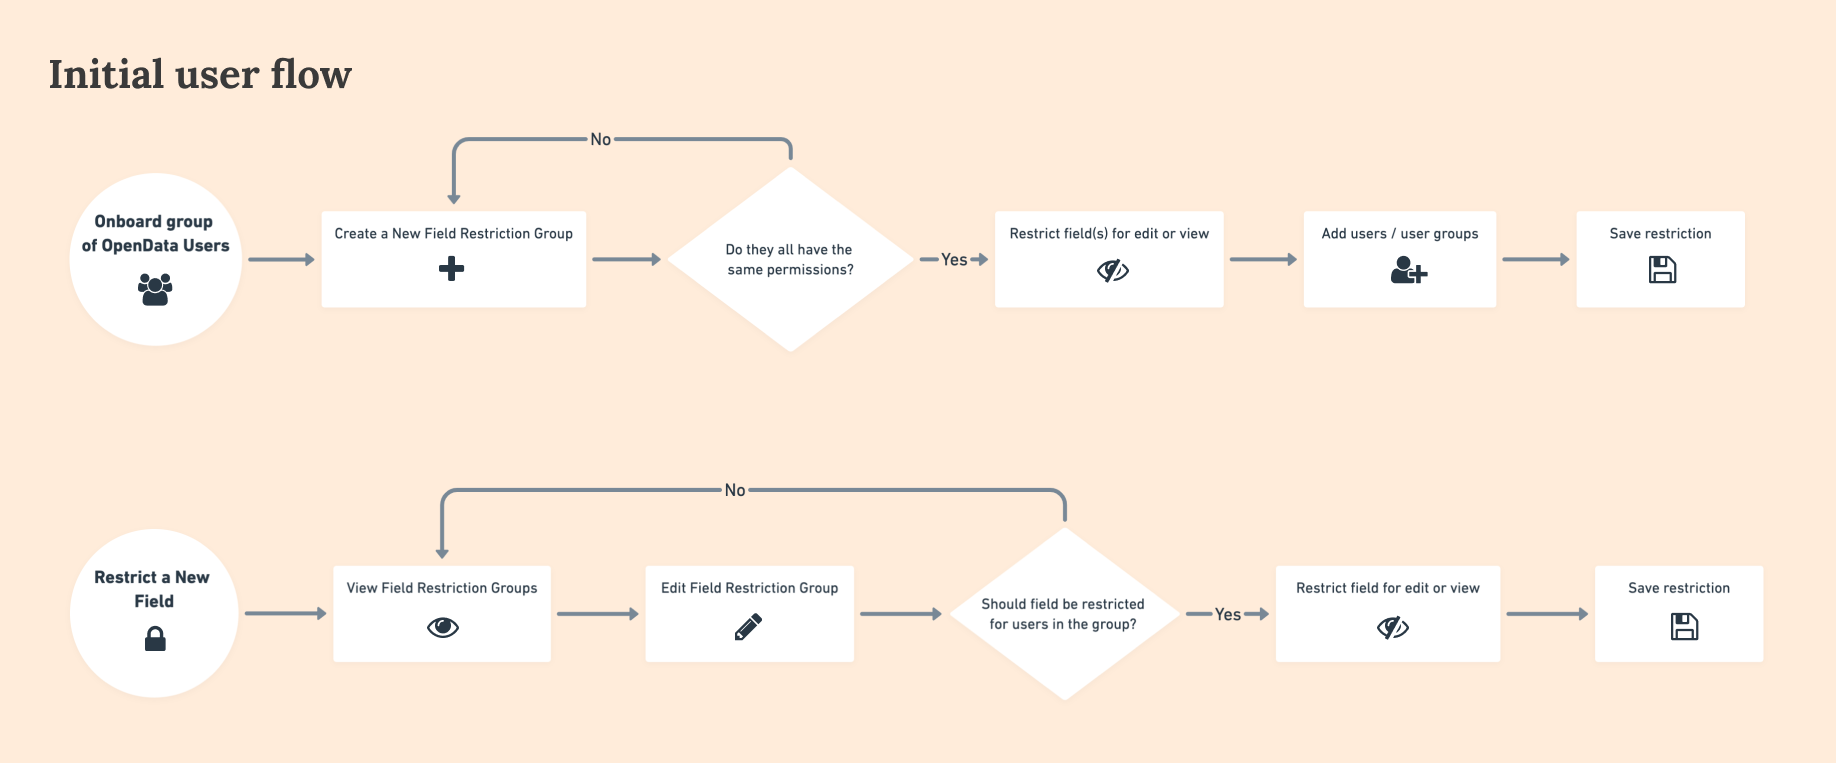 Initial user flow
No
Onboard group
of OpenData Users
Create a New Field Restriction Group
Do they all have the
same permissions?
Yes
Restrict field(s) for edit or view
Add users / user groups
Save restriction
No
Restrict a New
Field
View Field Restriction Groups
Edit Field Restriction Group
Should field be restricted
for users in the group?
Yes
Restrict field for edit or view
Save restriction